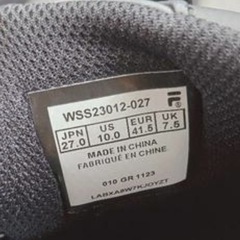 WSS23012-027
JPN US EUR UK
27.0 10.0 41.5 7.5
MADE IN CHINA
FABRIQUÉ EN CHINE
010 GR 1123